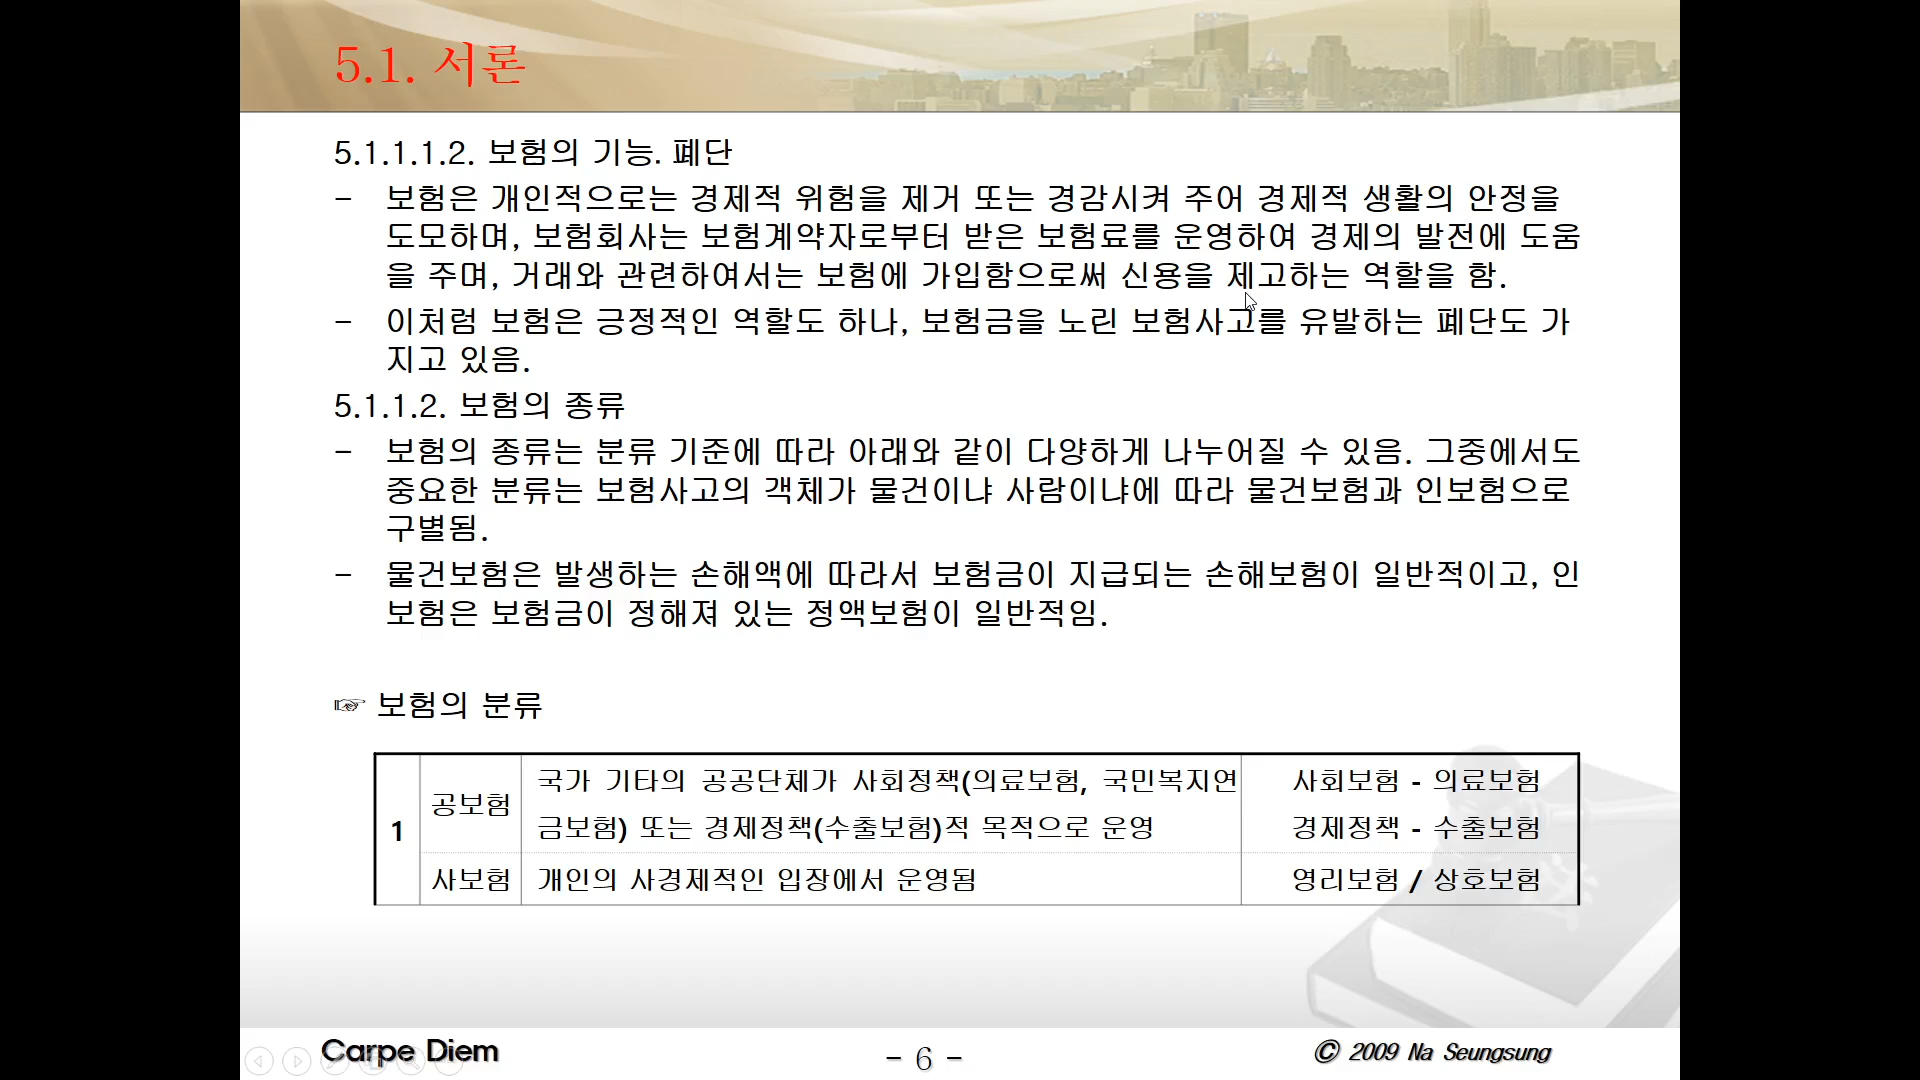 5.1. 서론
5.1.1.1.2. 보험의 기능. 폐단
- 보험은 개인적으로는 경제적 위험을 제거 또는 경감시켜 주어 경제적 생활의 안정을
도모하며, 보험회사는 보험계약자로부터 받은 보험료를 운영하여 경제의 발전에 도움
을 주며, 거래와 관련하여서는 보험에 가입함으로써 신용을 제고하는 역할을 함.
- 이처럼 보험은 긍정적인 역할도 하나, 보험금을 노린 보험사고를 유발하는 폐단도 가
지고 있음.
5.1.1.2. 보험의 종류
- 보험의 종류는 분류 기준에 따라 아래와 같이 다양하게 나누어질 수 있음. 그중에서도
중요한 분류는 보험사고의 객체가 물건이냐 사람이냐에 따라 물건보험과 인보험으로
구별됨.
- 물건보험은 발생하는 손해액에 따라서 보험금이 지급되는 손해보험이 일반적이고, 인
보험은 보험금이 정해져 있는 정액보험이 일반적임.
☞ 보험의 분류
1
공보험
국가 기타의 공공단체가 사회정책(의료보험, 국민복지연
금보험) 또는 경제정책(수출보험)적 목적으로 운영
사회보험 - 의료보험
경제정책 - 수출보험
사보험
개인의 사경제적인 입장에서 운영됨
영리보험 / 상호보험
Carpe Diem
- 6 -
© 2009 Na Seungsung